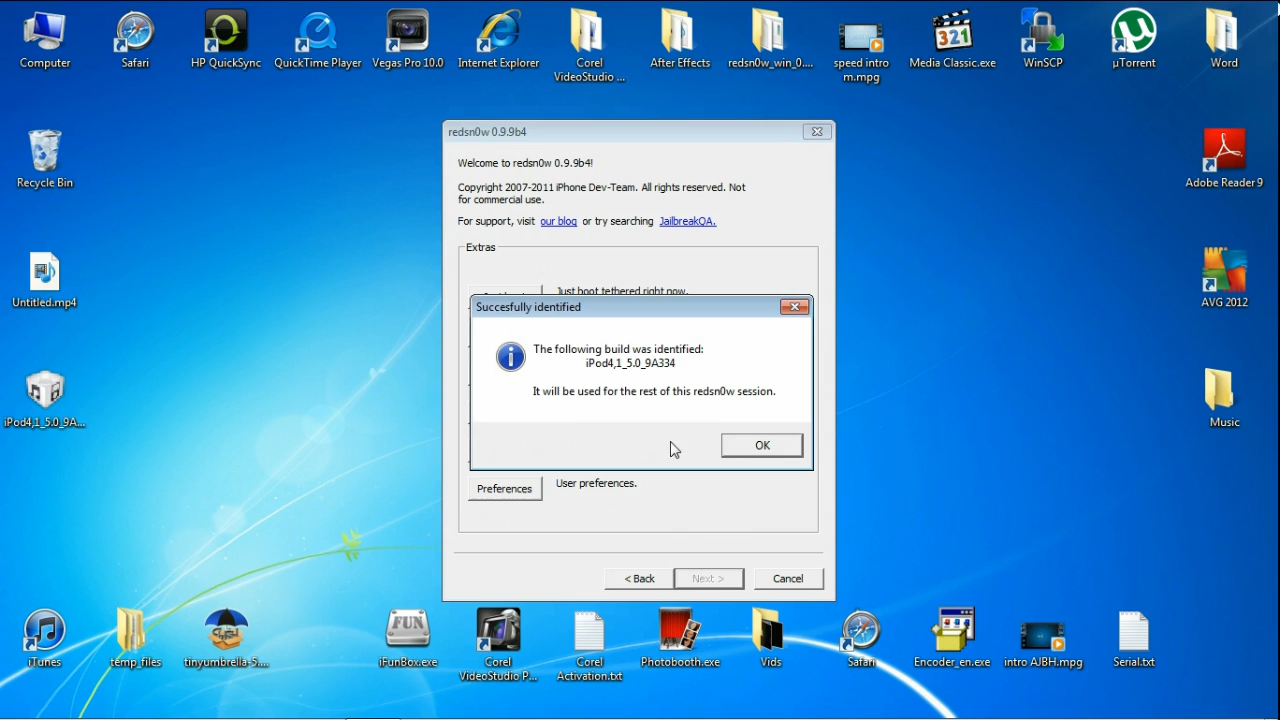 Computer
Safari
HP QuickSync
QuickTime Player
Vegas Pro 10.0
Internet Explorer
Corel
VideoStudio ...
After Effects
redsn0w_win_0....
speed intro
m.mpg
Media Classic.exe
WinSCP
µTorrent
Word
Recycle Bin
Adobe Reader 9
Untitled.mp4
AVG 2012
iPod4,1_5.0_9A...
Music
redsn0w 0.9.9b4
Welcome to redsn0w 0.9.9b4!
Copyright 2007-2011 iPhone Dev-Team. All rights reserved. Not
for commercial use.
For support, visit our blog or try searching JailbreakQA.
Extras
Just boot tethered right now.
Succesfully identified
The following build was identified:
iPod4,1_5.0_9A334
It will be used for the rest of this redsn0w session.
OK
Preferences
User preferences.
< Back
Next >
Cancel
iTunes
temp_files
tinyumbrella-5....
FUN
iFunBox.exe
Corel
VideoStudio P...
Corel
Activation.txt
Photobooth.exe
Vids
Safari
Encoder_en.exe
intro AJBH.mpg
Serial.txt
321